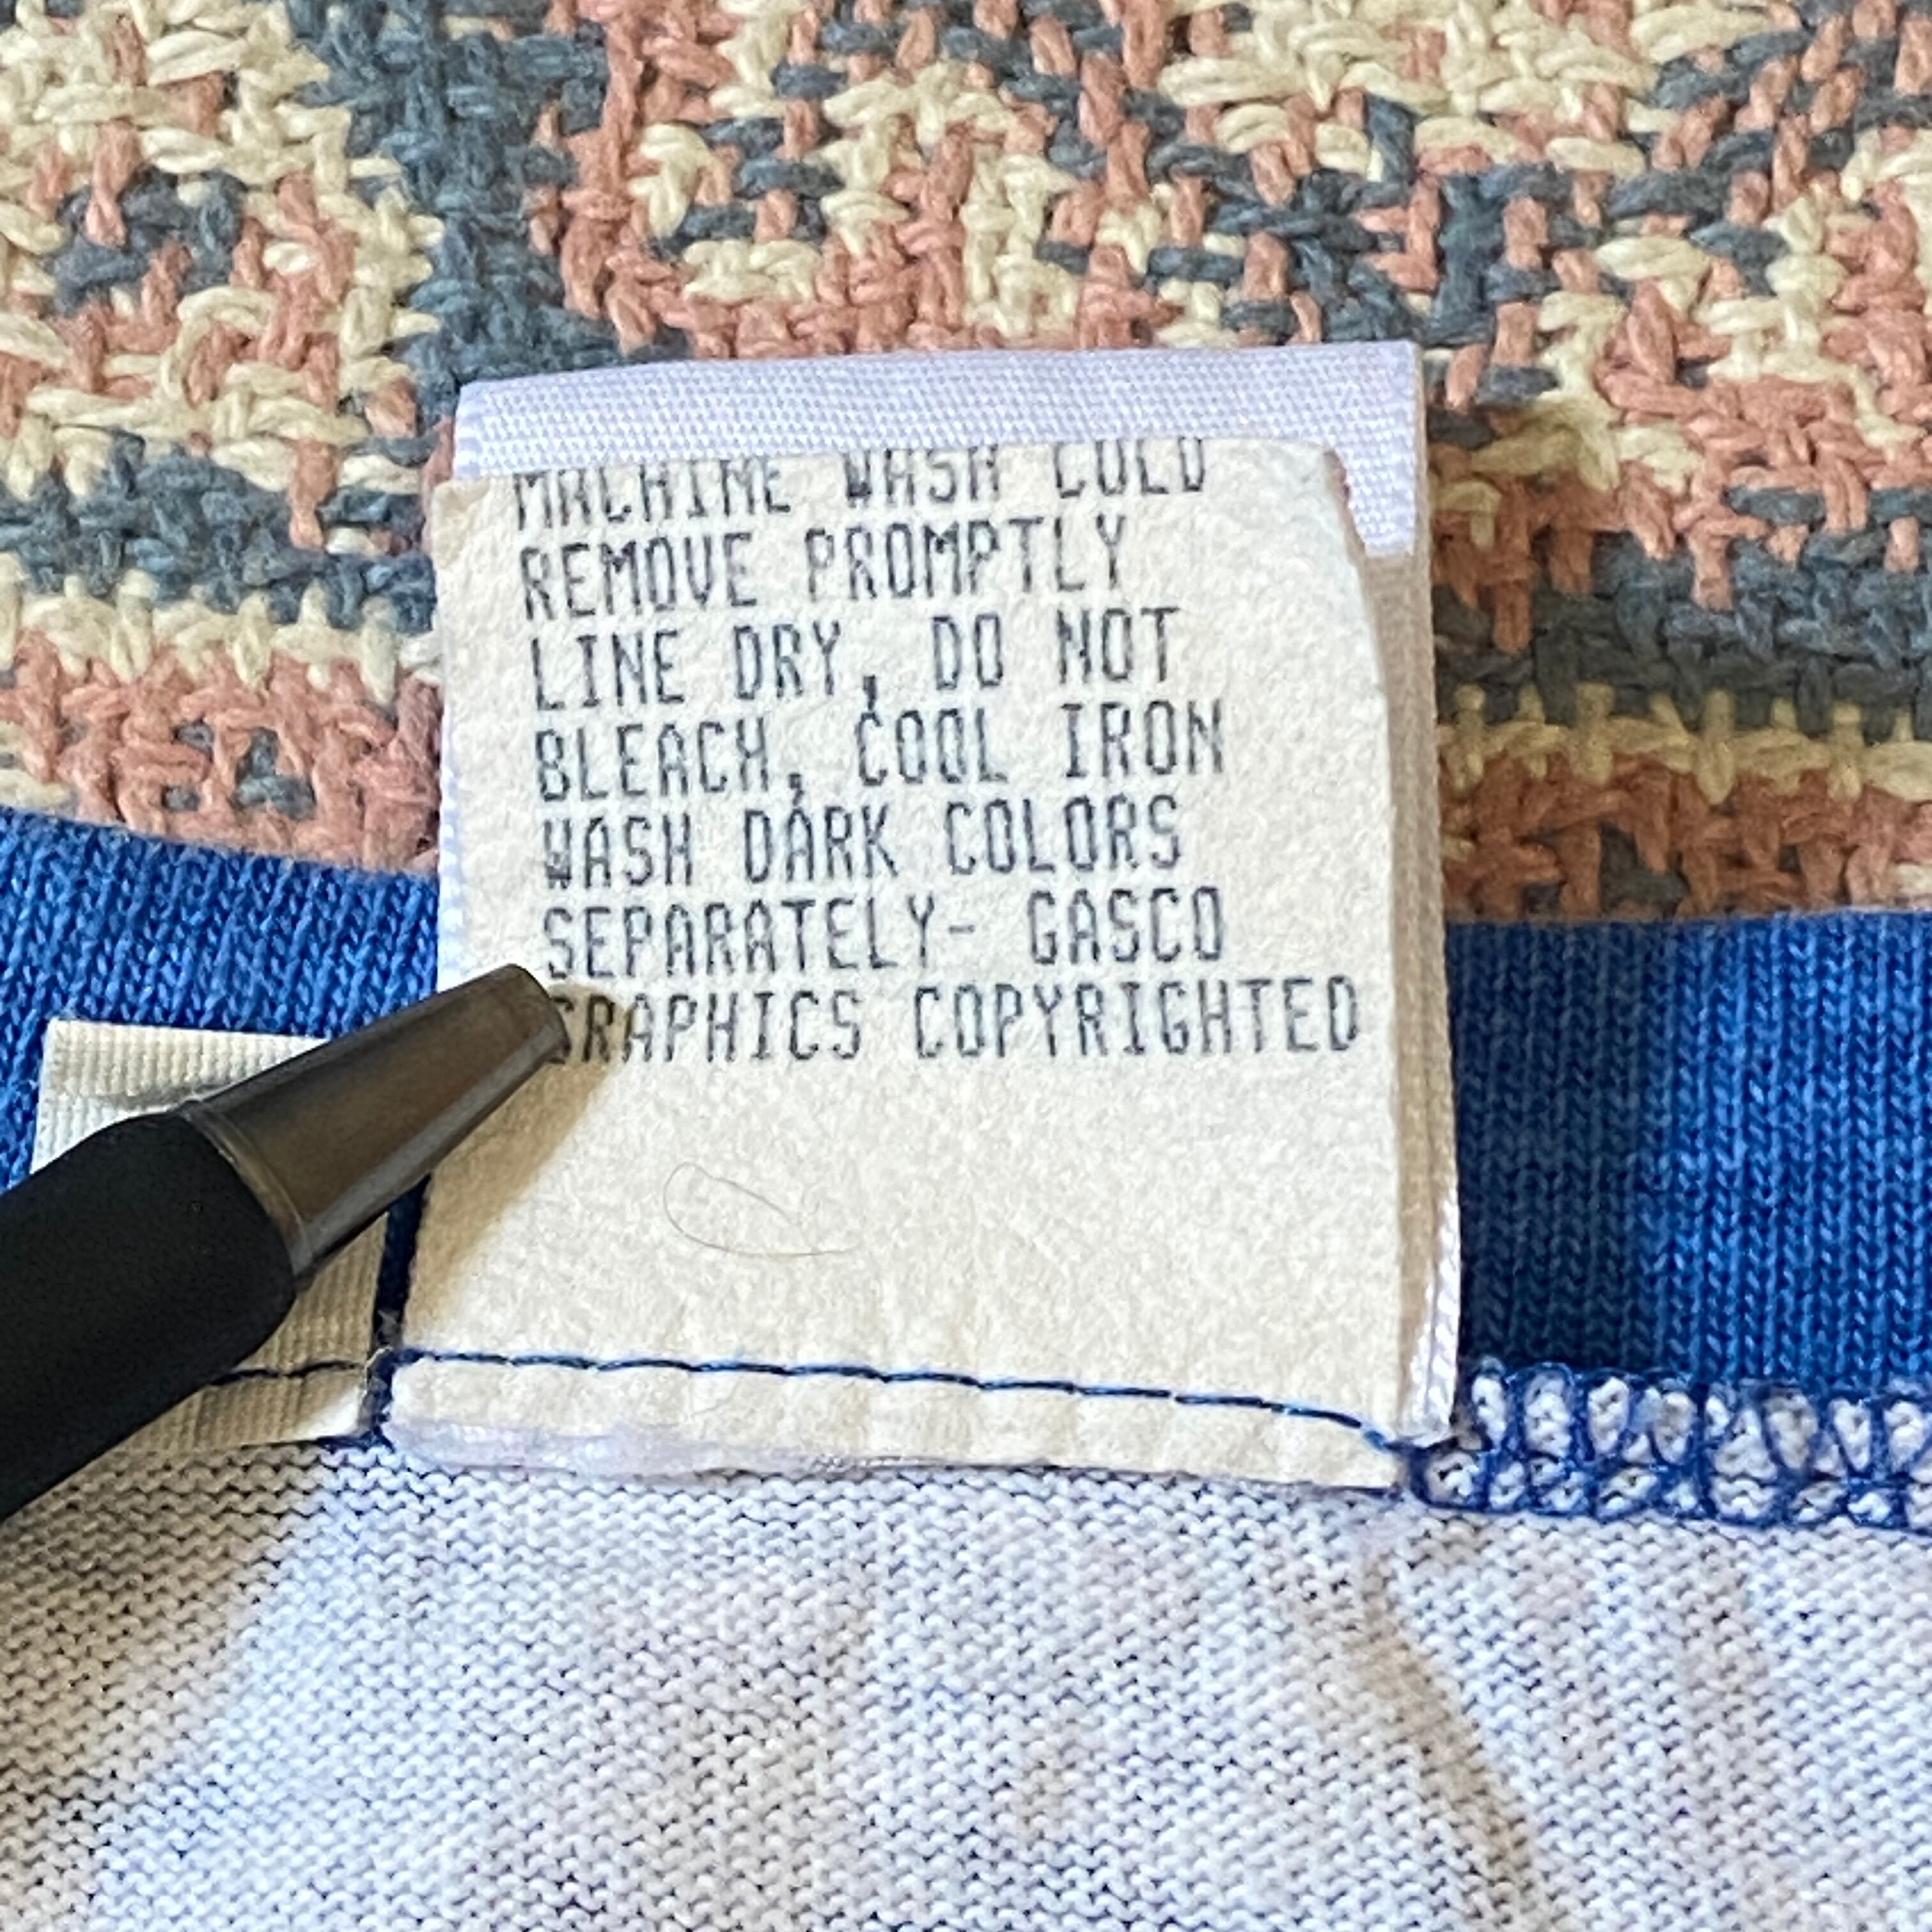 MACHINE WASH COLD
REMOVE PROMPTLY
LINE DRY, DO NOT
BLEACH, COOL IRON
WASH DARK COLORS
SEPARATELY- GASCO
GRAPHICS COPYRIGHTED